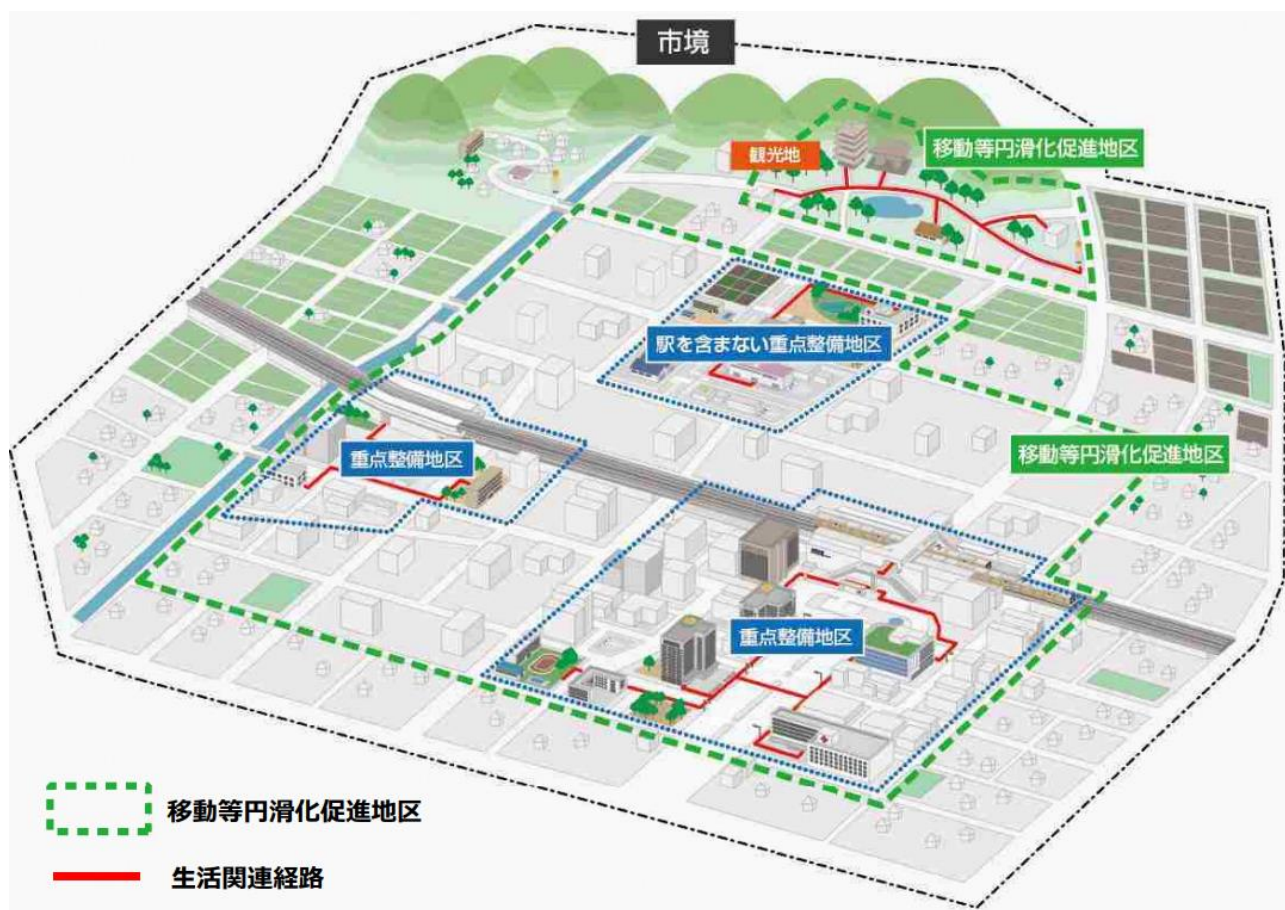 市境
観光地
移動等円滑化促進地区
駅を含まない重点整備地区
重点整備地区
移動等円滑化促進地区
重点整備地区
移動等円滑化促進地区
生活関連経路